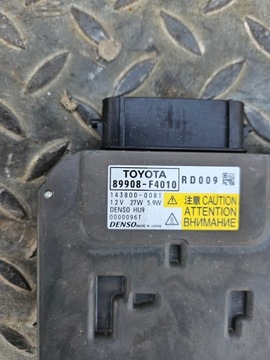 TOYOTA
89908-F4010
RD009
143800-0081
12V 27W 5.9W
DENSO HU9
0000096T
DENSO MADE IN JAPAN
注意 CAUTION
ATTENTION
ВНИМАНИЕ